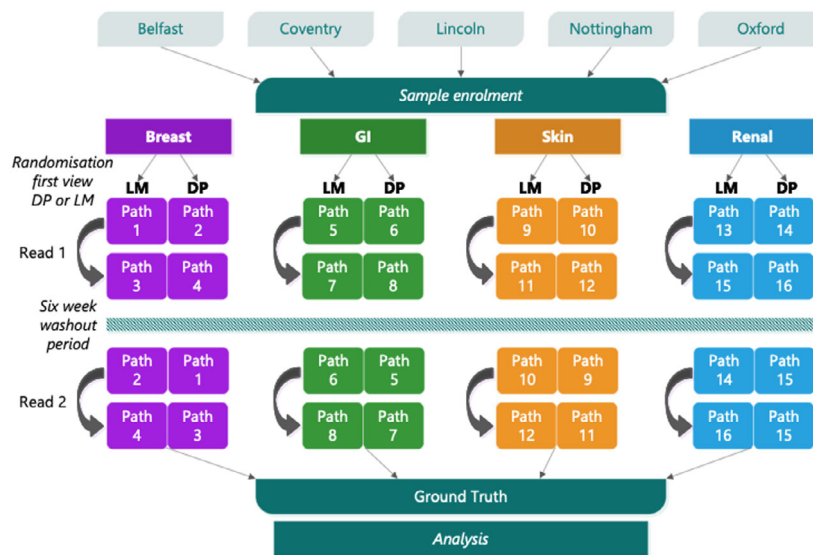 Belfast
Coventry
Lincoln
Nottingham
Oxford
Sample enrolment
Breast
GI
Skin
Renal
Randomisation
first view
DP or LM
LM DP
LM DP
LM DP
LM DP
Path Path
1 2
Path Path
5 6
Path Path
9 10
Path Path
13 14
Read 1
Path Path
3 4
Path Path
7 8
Path Path
11 12
Path Path
15 16
Six week
washout
period
Path Path
2 1
Path Path
6 5
Path Path
10 9
Path Path
14 15
Read 2
Path Path
4 3
Path Path
8 7
Path Path
12 11
Path Path
16 15
Ground Truth
Analysis